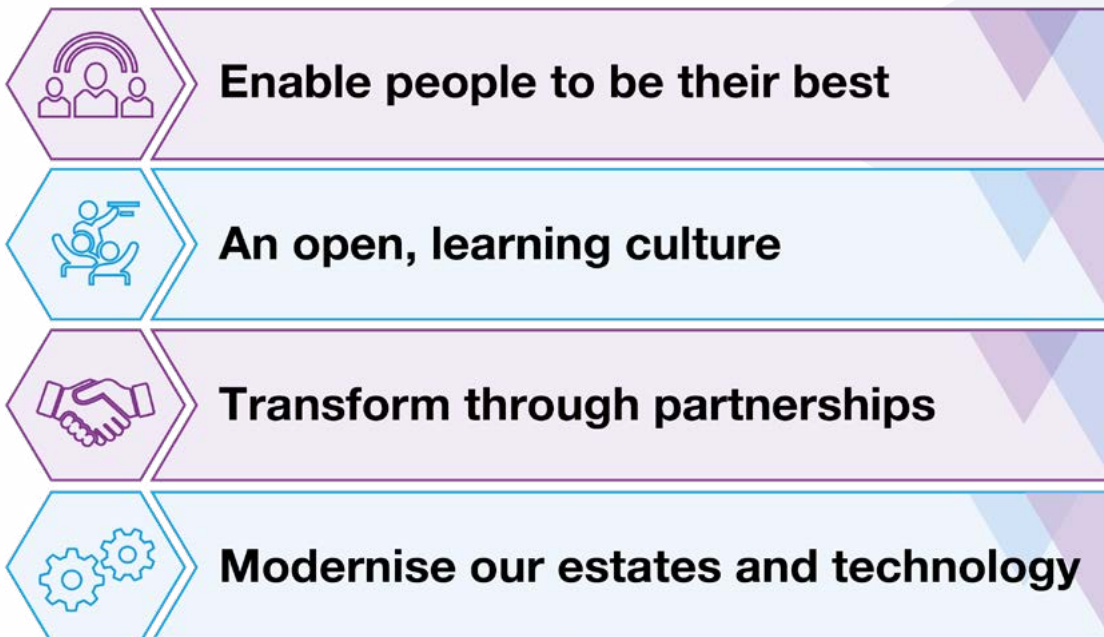 Enable people to be their best
An open, learning culture
Transform through partnerships
Modernise our estates and technology